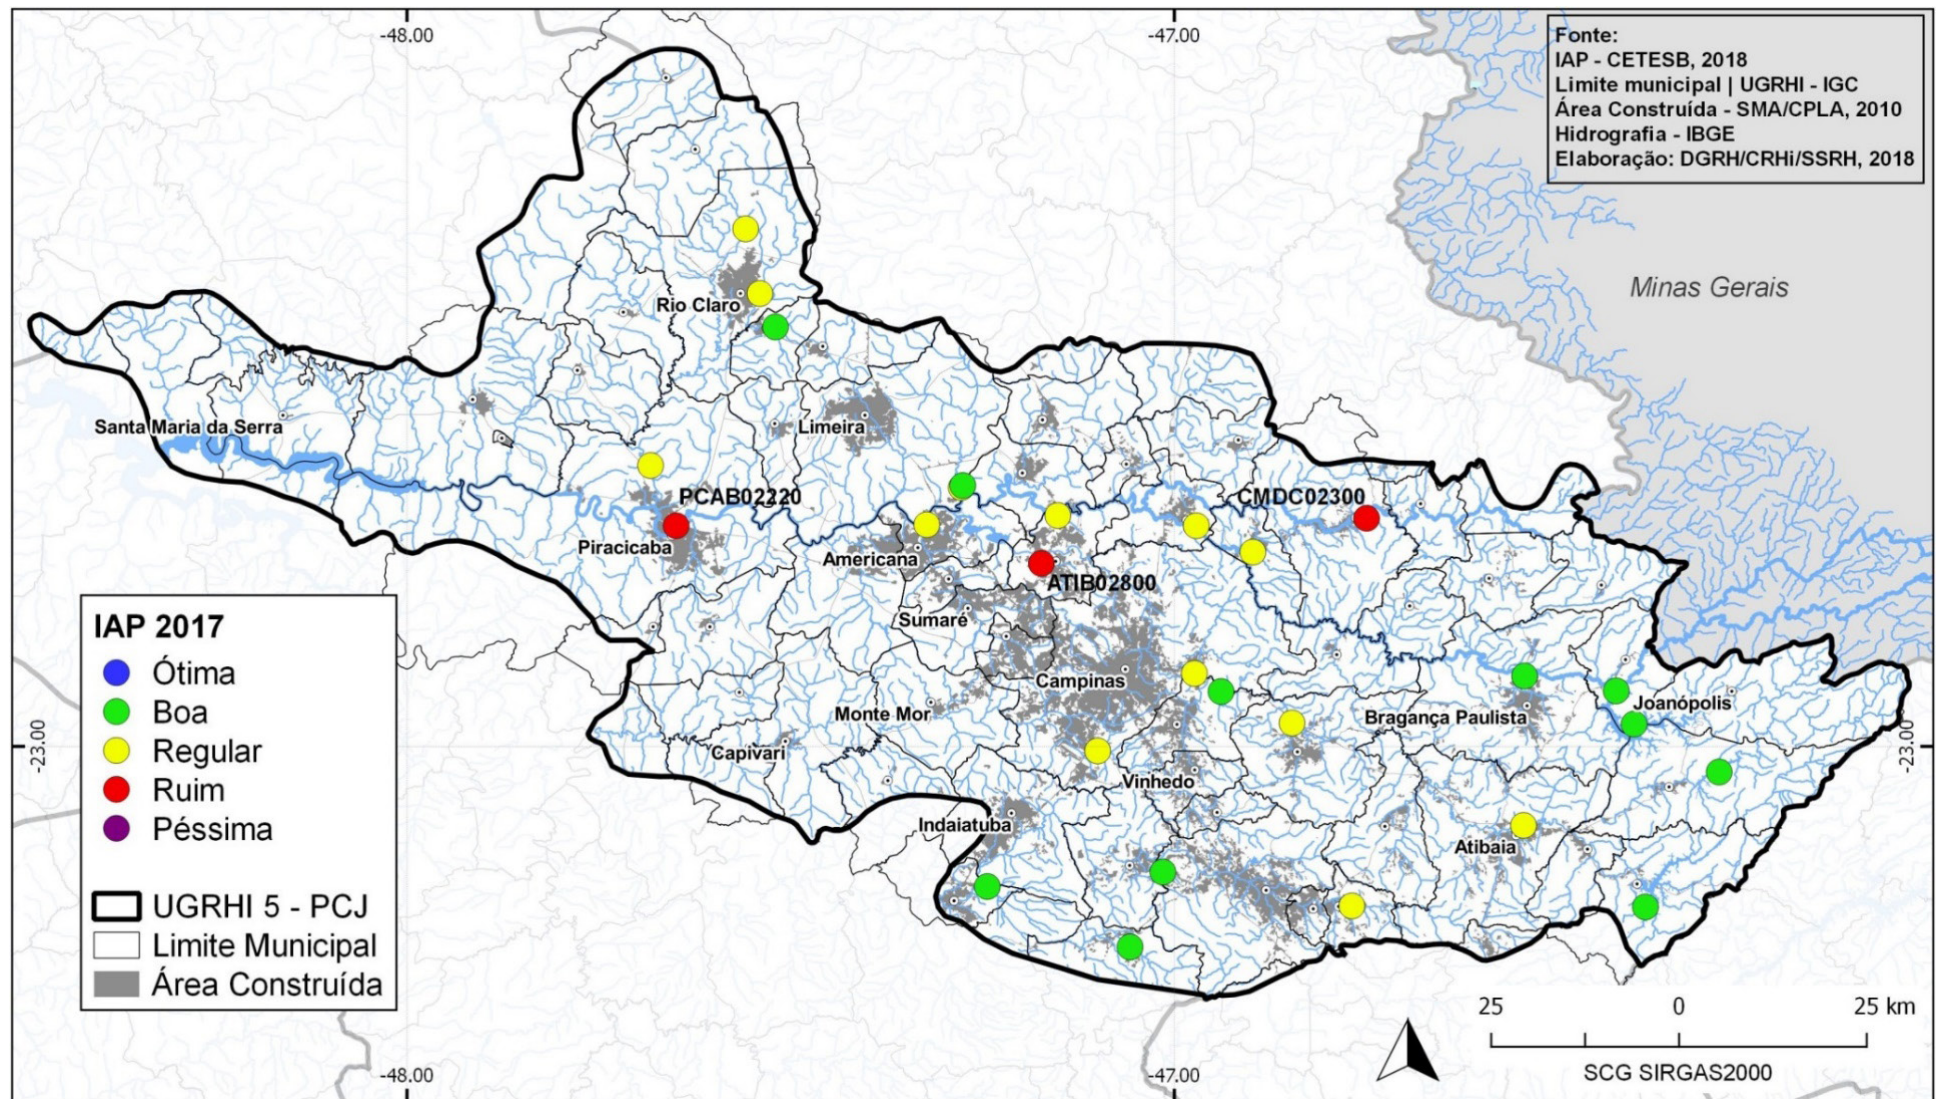 -48.00
-47.00
Fonte:
IAP - CETESB, 2018
Limite municipal | UGRHI - IGC
Área Construída - SMA/CPLA, 2010
Hidrografia - IBGE
Elaboração: DGRH/CRHi/SSRH, 2018
Minas Gerais
Rio Claro
Santa Maria da Serra
Limeira
PCAB02220
CMDC02300
Piracicaba
Americana
ATIB02800
Sumaré
Campinas
Monte Mor
Bragança Paulista
Joanópolis
Capivari
-23.00
-23.00
Vinhedo
Indaiatuba
Atibaia
IAP 2017
Ótima
Boa
Regular
Ruim
Péssima
UGRHI 5 - PCJ
Limite Municipal
Área Construída
25 0 25 km
SCG SIRGAS2000
-48.00
-47.00